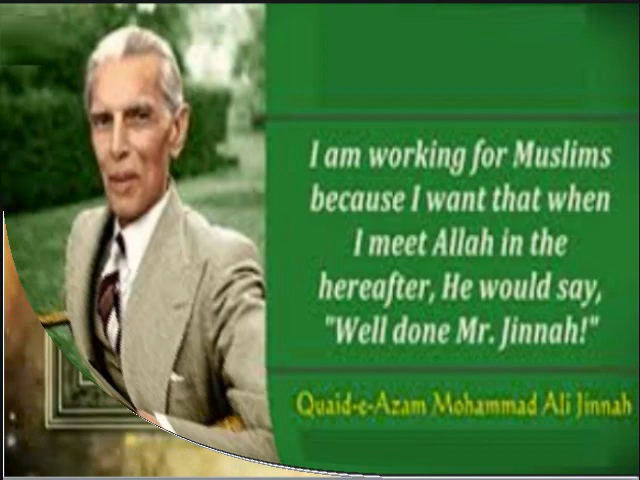 I am working for Muslims
because I want that when
I meet Allah in the
hereafter, He would say,
"Well done Mr. Jinnah!"
Quaid-e-Azam Mohammad Ali Jinnah